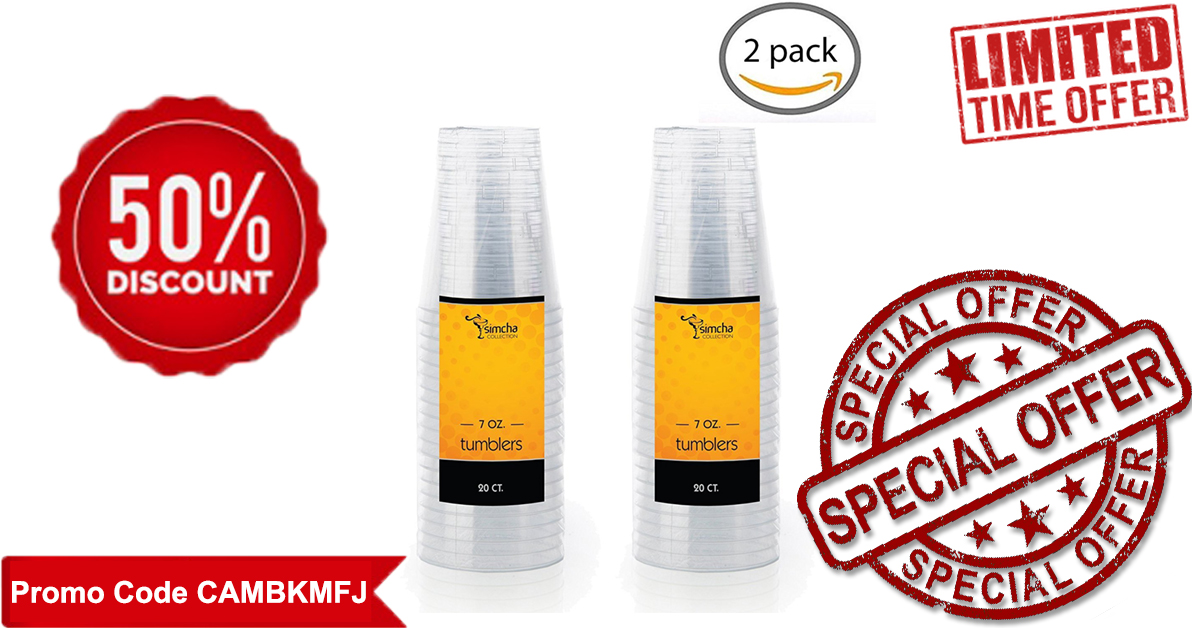 2 pack
LIMITED
TIME OFFER
50%
DISCOUNT
simcha
COLLECTION
7 OZ.
tumblers
20 CT.
simcha
COLLECTION
7 OZ.
tumblers
20 CT.
SPECIAL OFFER
SPECIAL OFFER
SPECIAL OFFER
Promo Code CAMBKMFJ